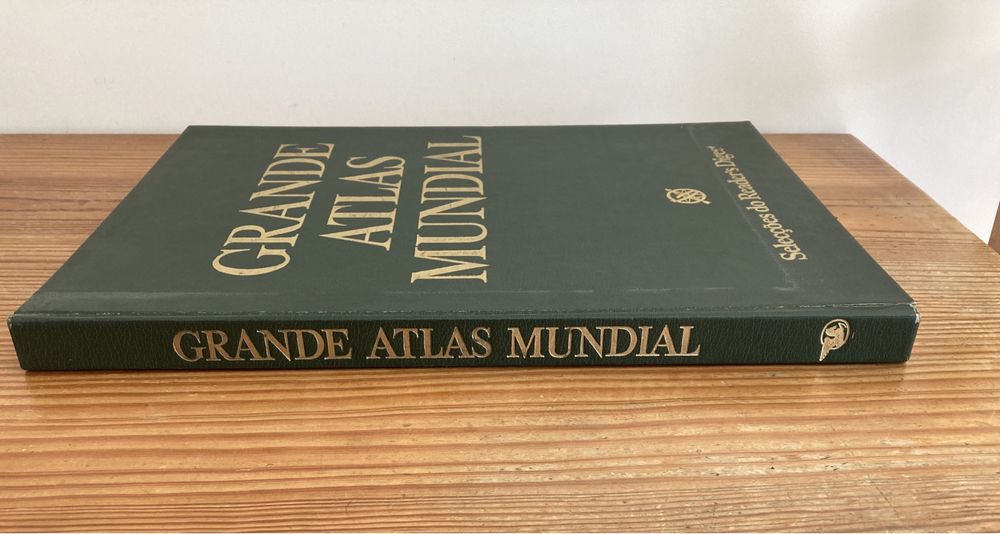 GRANDE
ATLAS
MUNDIAL
Selecções do Reader's Digest
GRANDE ATLAS MUNDIAL